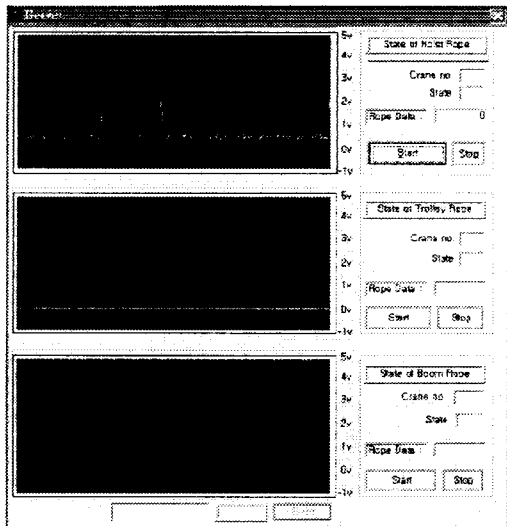 5v
4v
3v
2v
1v
0v
-1v
State of Hoist Rope
Crane no
State
Rope Data :
0
Start
Stop
5v
4v
3v
2v
1v
0v
-1v
State of Trolley Rope
Crane no
State
Rope Data :
Start
Stop
5v
4v
3v
2v
1v
0v
-1v
State of Boom Rope
Crane no
State
Rope Data :
Start
Stop